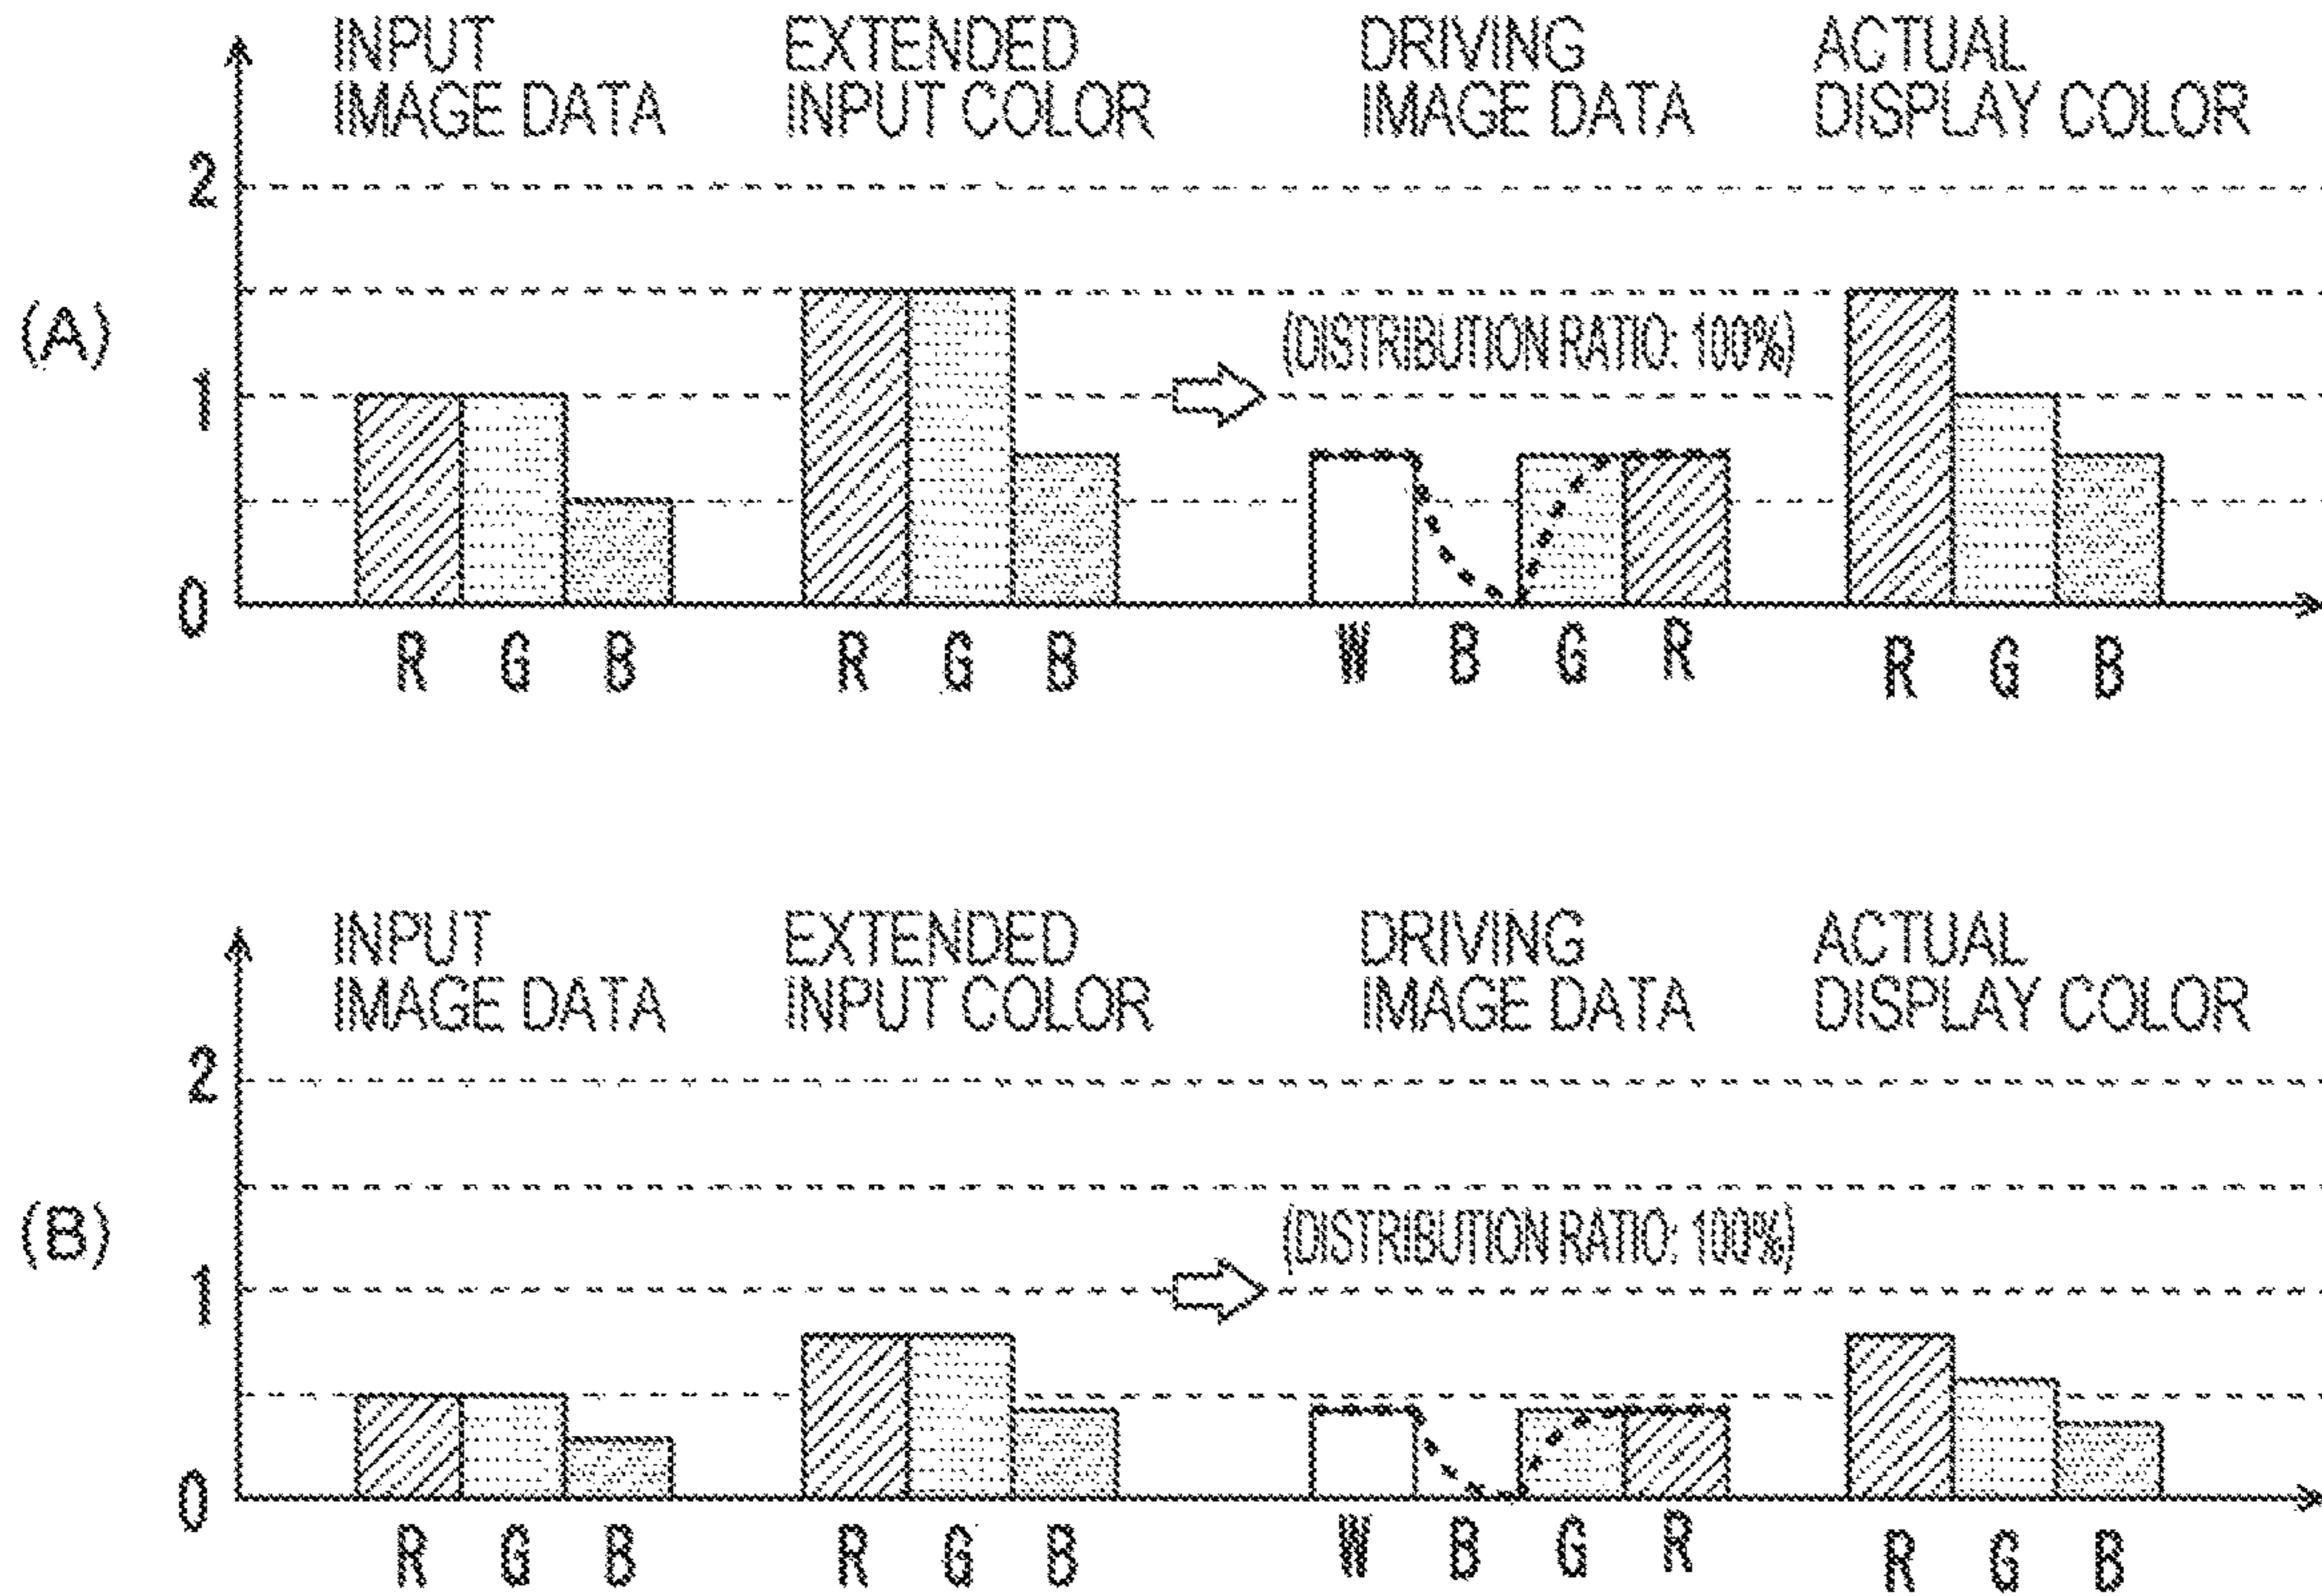 INPUT
IMAGE DATA
EXTENDED
INPUT COLOR
DRIVING
IMAGE DATA
ACTUAL
DISPLAY COLOR
2
(A)
(DISTRIBUTION RATIO: 100%)
1
0
R G B R G B W B G R R G B
INPUT
IMAGE DATA
EXTENDED
INPUT COLOR
DRIVING
IMAGE DATA
ACTUAL
DISPLAY COLOR
2
(B)
(DISTRIBUTION RATIO: 100%)
1
0
R G B R G B W B G R R G B